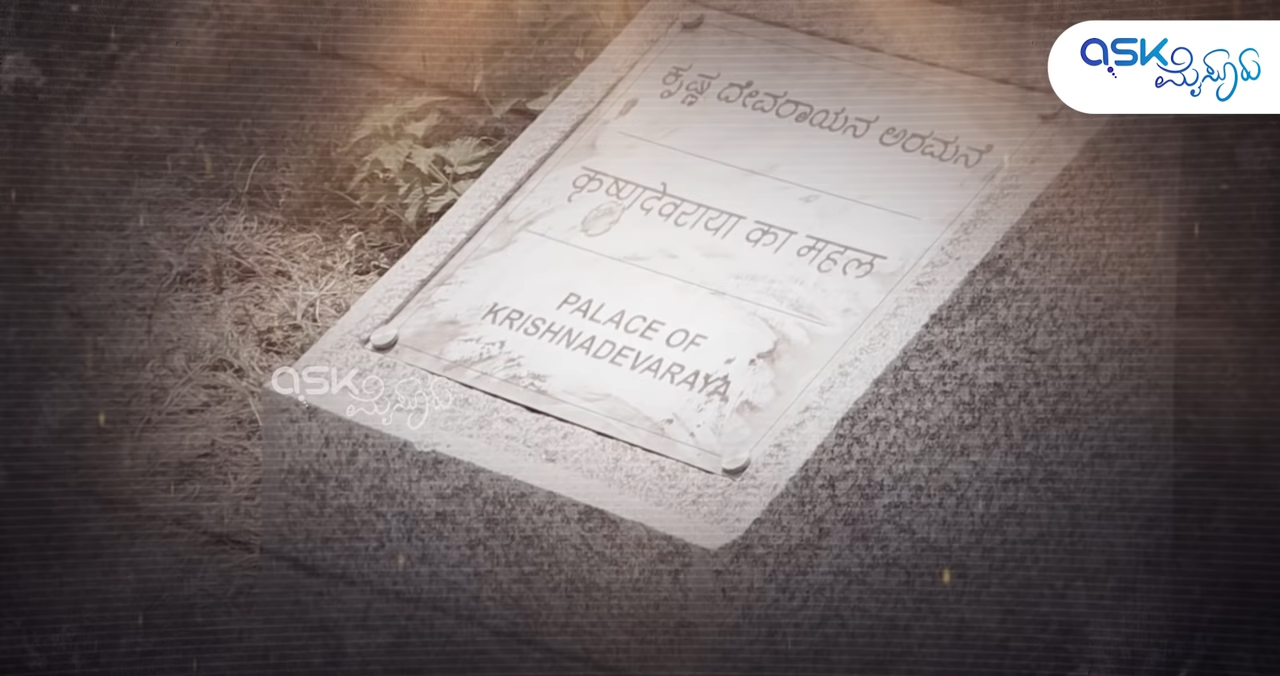 ASK ಮೈಸೂರು
ಕೃಷ್ಣ ದೇವರಾಯನ ಅರಮನೆ
कृष्णदेवराया का महल
PALACE OF
KRISHNADEVARAYA
ASK ಮೈಸೂರು